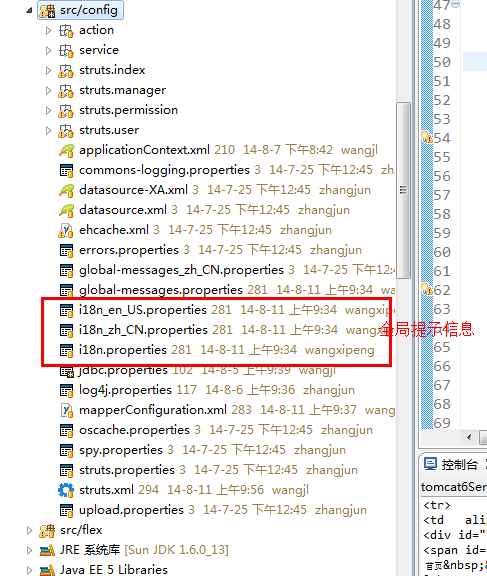 src/config
action
service
struts.index
struts.manager
struts.permission
struts.user
applicationContext.xml 210 14-8-7 下午8:42 wangjl
commons-logging.properties 3 14-7-25 下午12:45 zh
datasource-XA.xml 3 14-7-25 下午12:45 zhangjun
datasource.xml 3 14-7-25 下午12:45 zhangjun
ehcache.xml 3 14-7-25 下午12:45 zhangjun
errors.properties 3 14-7-25 下午12:45 zhangjun
global-messages_zh_CN.properties 3 14-7-25 下午12:45
global-messages.properties 281 14-8-11 上午9:34 wan
i18n_en_US.properties 281 14-8-11 上午9:34 wangxipe
i18n_zh_CN.properties 281 14-8-11 上午9:34 wangxi
i18n.properties 281 14-8-11 上午9:34 wangxipeng
全局提示信息
jdbc.properties 102 14-8-5 上午9:39 wangjl
log4j.properties 117 14-8-6 上午9:36 zhangjun
mapperConfiguration.xml 283 14-8-11 上午9:37 wang
oscache.properties 3 14-7-25 下午12:45 zhangjun
spy.properties 3 14-7-25 下午12:45 zhangjun
struts.properties 3 14-7-25 下午12:45 zhangjun
struts.xml 294 14-8-11 上午9:56 wangjl
upload.properties 3 14-7-25 下午12:45 zhangjun
src/flex
JRE 系统库 [Sun JDK 1.6.0_13]
Java EE 5 Libraries
47
48
49
50
51
52
53
54
55
56
57
58
59
60
61
62
63
64
65
66
67
68
69
控制台
tomcat6Ser
<tr>
<td alig
<div id="
<span id=
首页&nbsp;&
</div>